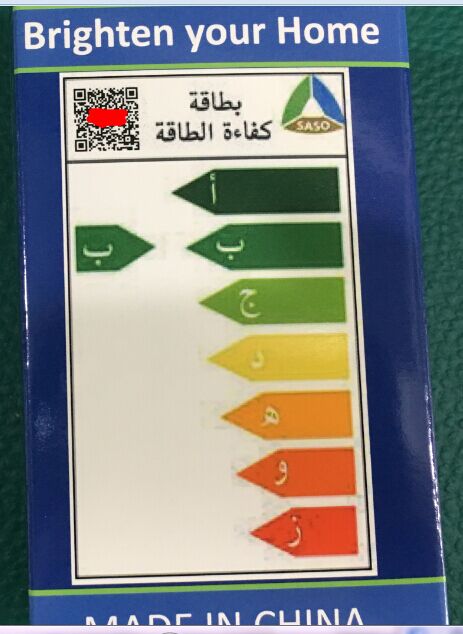 Brighten your Home
بطاقة
كفاءة الطاقة
SASO
أ
ب
ب
ج
د
هـ
و
ز
MADE IN CHINA